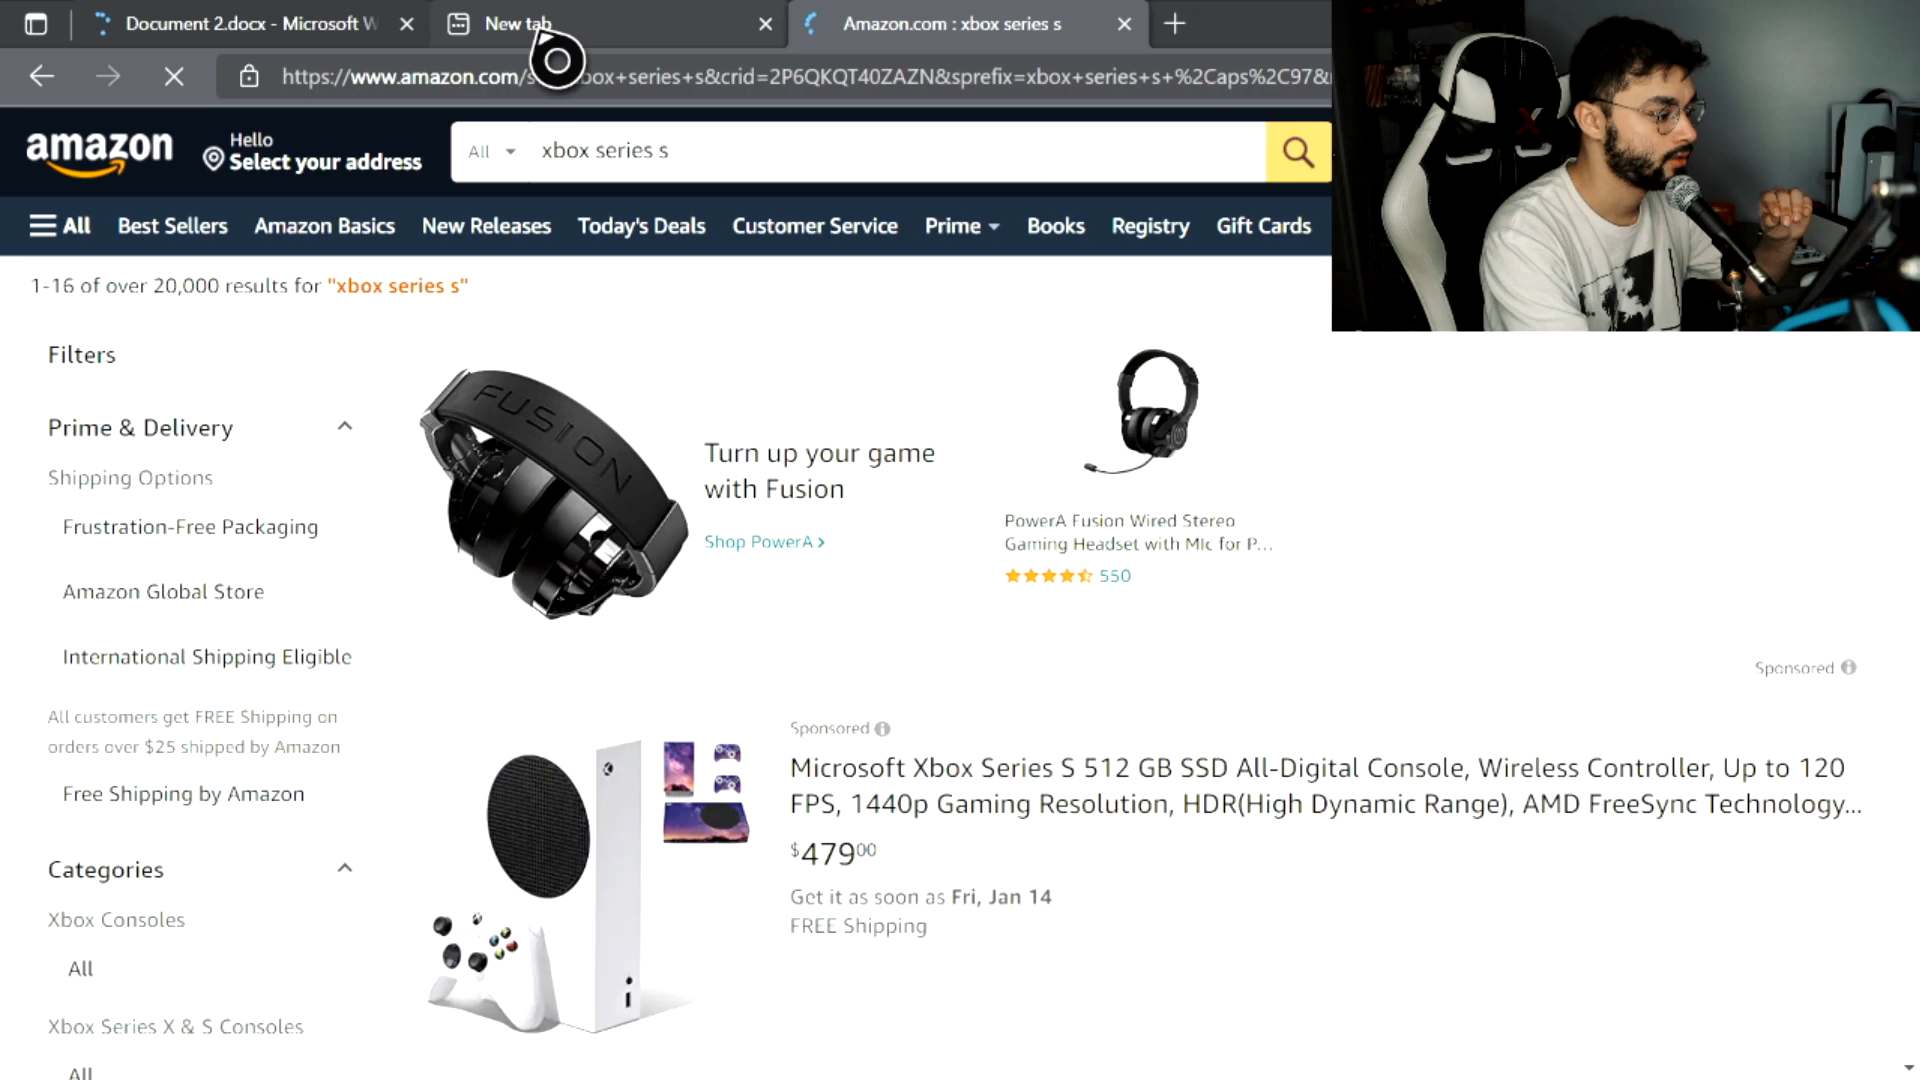 Document 2.docx - Microsoft W
New tab
Amazon.com : xbox series s
https://www.amazon.com/s
box+series+s&crid=2P6QKQT40ZAZN&sprefix=xbox+series+s+%2Caps%2C97&
amazon
Hello
Select your address
All
xbox series s
All
Best Sellers
Amazon Basics
New Releases
Today's Deals
Customer Service
Prime
Books
Registry
Gift Cards
1-16 of over 20,000 results for "xbox series s"
Filters
Prime & Delivery
Shipping Options
Frustration-Free Packaging
Amazon Global Store
International Shipping Eligible
All customers get FREE Shipping on
orders over $25 shipped by Amazon
Free Shipping by Amazon
Categories
Xbox Consoles
All
Xbox Series X & S Consoles
All
FUSION
Turn up your game
with Fusion
Shop PowerA ›
PowerA Fusion Wired Stereo
Gaming Headset with MIc for P...
550
Sponsored
Sponsored
Microsoft Xbox Series S 512 GB SSD All-Digital Console, Wireless Controller, Up to 120
FPS, 1440p Gaming Resolution, HDR(High Dynamic Range), AMD FreeSync Technology...
$479⁰⁰
Get it as soon as Fri, Jan 14
FREE Shipping